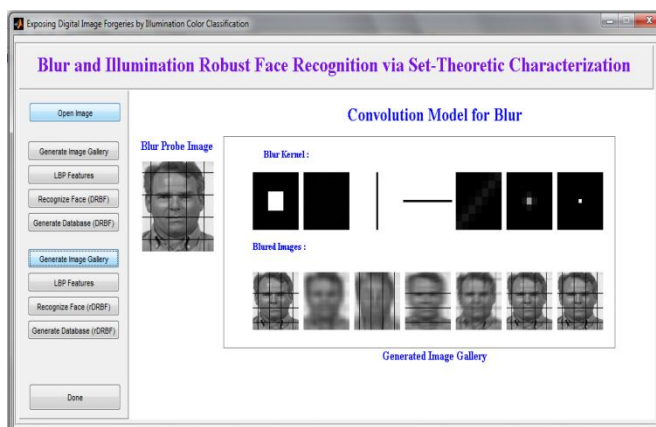 Exposing Digital Image Forgeries by Illumination Color Classification
Blur and Illumination Robust Face Recognition via Set-Theoretic Characterization
Open Image
Generate Image Gallery
LBP Features
Recognize Face (DRBF)
Generate Database (DRBF)
Generate Image Gallery
LBP Features
Recognize Face (rDRBF)
Generate Database (rDRBF)
Done
Convolution Model for Blur
Blur Probe Image
Blur Kernel :
Blured Images :
Generated Image Gallery